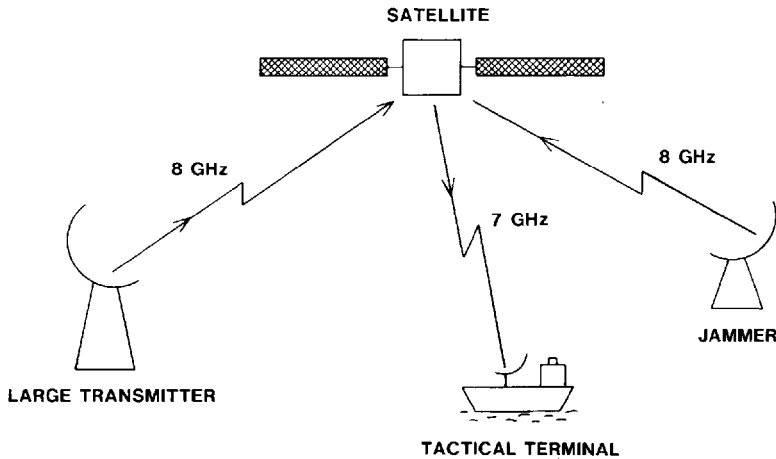 SATELLITE
8 GHz
8 GHz
7 GHz
JAMMER
LARGE TRANSMITTER
TACTICAL TERMINAL